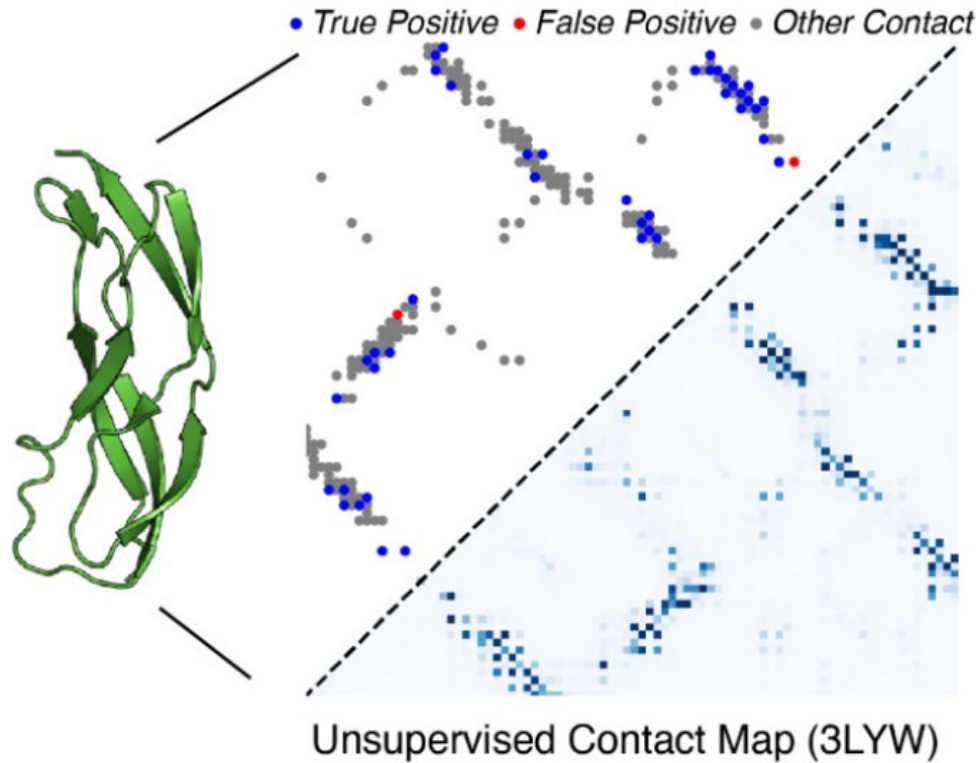 True Positive False Positive Other Contact
Unsupervised Contact Map (3LYW)